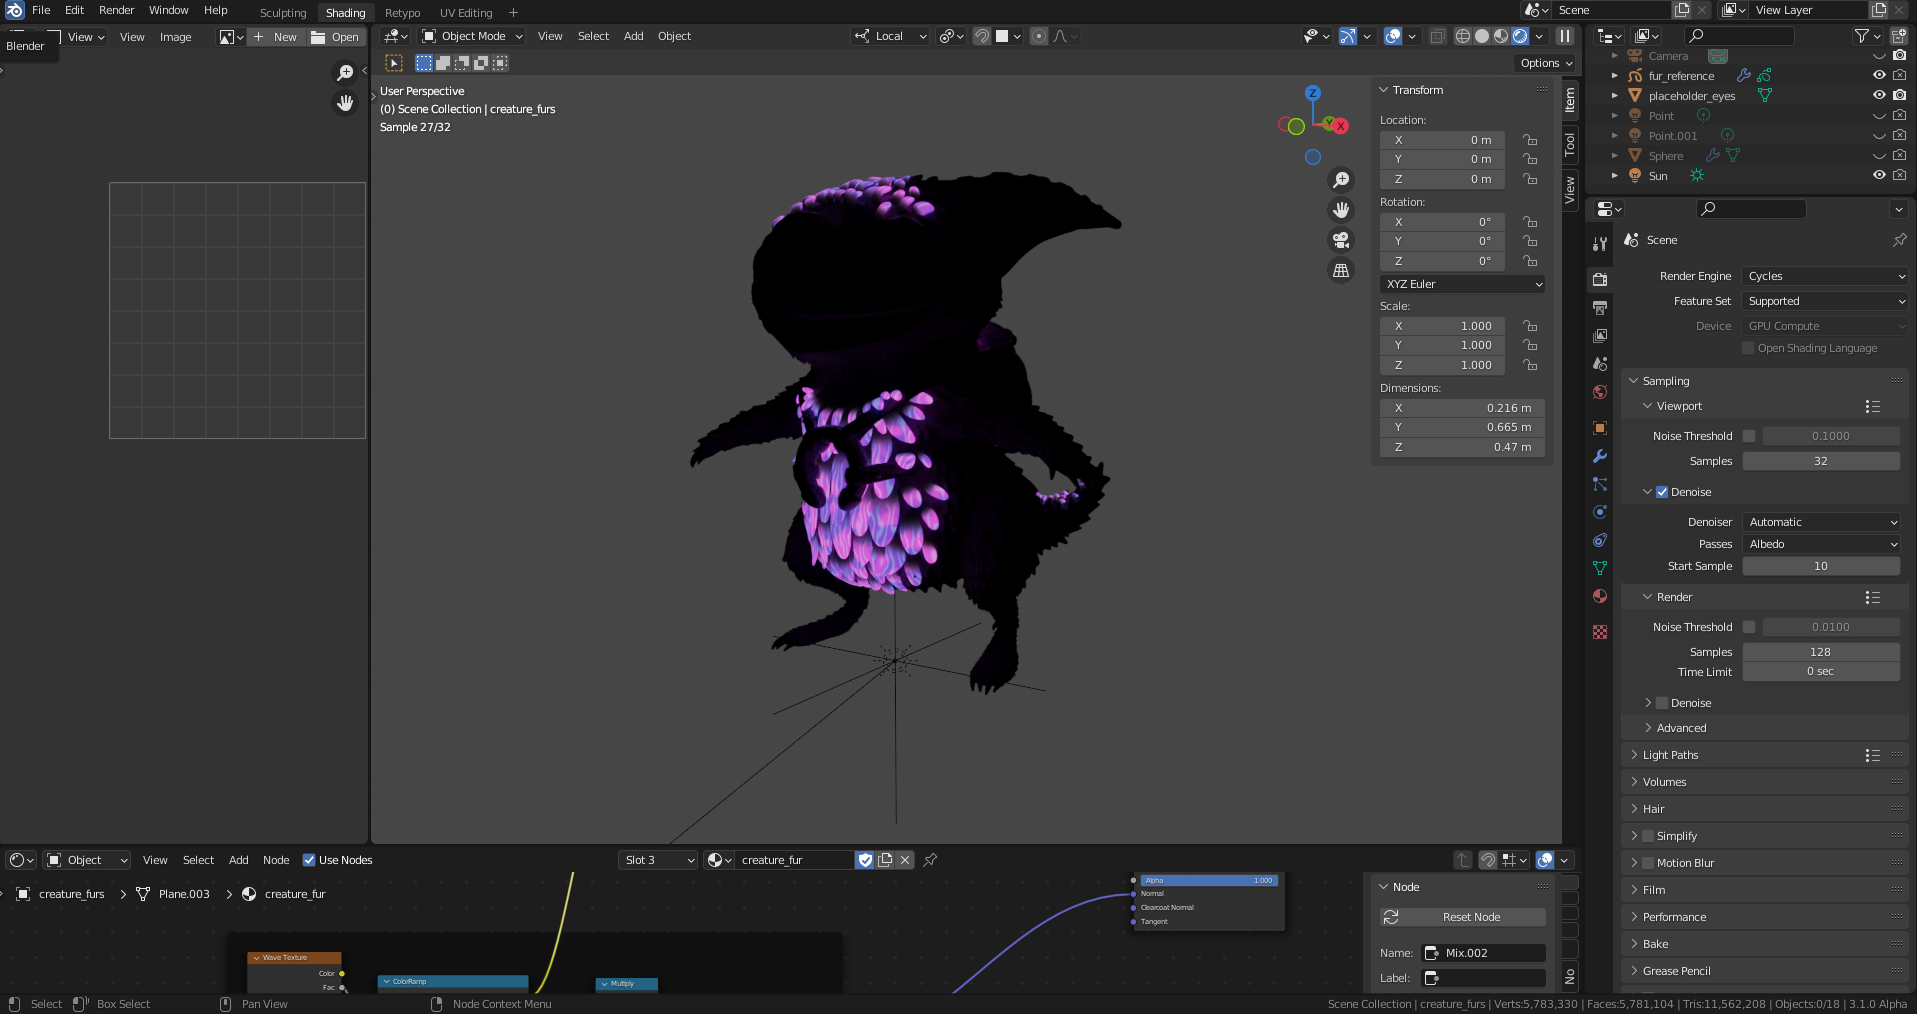 File Edit Render Window Help
Sculpting Shading Retypo UV Editing +
Scene
View Layer
View View Image New Open
Blender
Object Mode View Select Add Object
Local
Options
User Perspective
(0) Scene Collection | creature_furs
Sample 27/32
Z
Y
X
Transform
Location:
X 0 m
Y 0 m
Z 0 m
Rotation:
X 0°
Y 0°
Z 0°
XYZ Euler
Scale:
X 1.000
Y 1.000
Z 1.000
Dimensions:
X 0.216 m
Y 0.665 m
Z 0.47 m
Item
Tool
View
Camera
fur_reference
placeholder_eyes
Point
Point.001
Sphere
Sun
Scene
Render Engine Cycles
Feature Set Supported
Device GPU Compute
Open Shading Language
Sampling
Viewport
Noise Threshold 0.1000
Samples 32
Denoise
Denoiser Automatic
Passes Albedo
Start Sample 10
Render
Noise Threshold 0.0100
Samples 128
Time Limit 0 sec
Denoise
Advanced
Light Paths
Volumes
Hair
Simplify
Motion Blur
Film
Performance
Bake
Grease Pencil
Object View Select Add Node Use Nodes
Slot 3
creature_fur
creature_furs > Plane.003 > creature_fur
Wave Texture
Color
Fac
ColorRamp
Multiply
Alpha 1.000
Normal
Clearcoat Normal
Tangent
Node
Reset Node
Name: Mix.002
Label:
No
Select Box Select Pan View Node Context Menu
Scene Collection | creature_furs | Verts:5,783,330 | Faces:5,781,104 | Tris:11,562,208 | Objects:0/18 | 3.1.0 Alpha